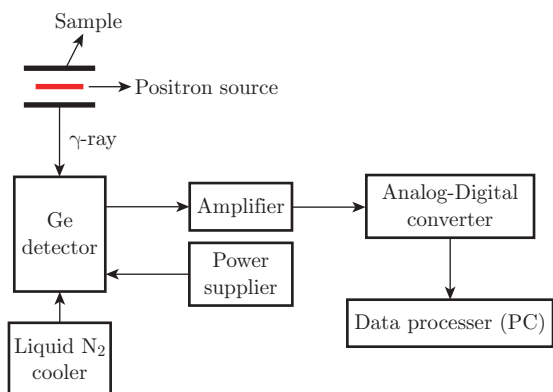 Sample
Positron source
γ-ray
Ge
detector
Amplifier
Analog-Digital
converter
Power
supplier
Data processer (PC)
Liquid N₂
cooler